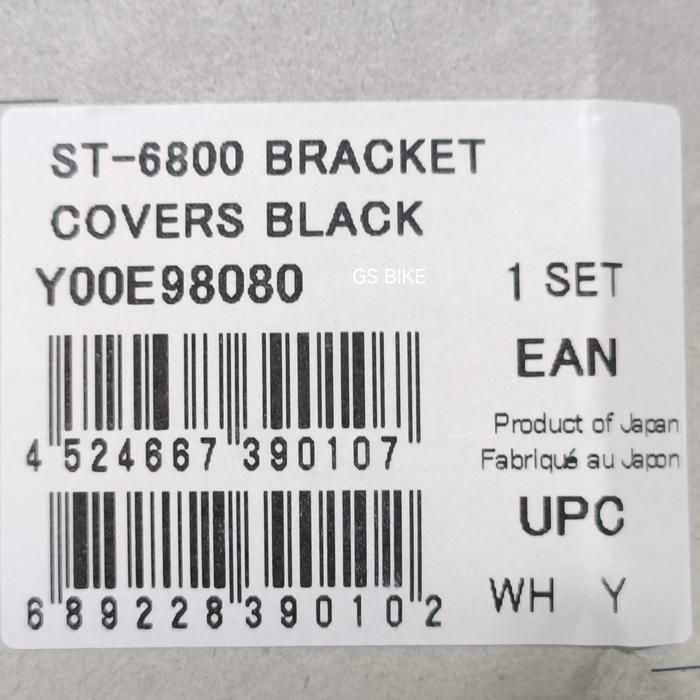 ST-6800 BRACKET
COVERS BLACK
Y00E98080
GS BIKE
1 SET
EAN
4 524667 390107
Product of Japan
Fabriqué au Japon
UPC
6 89228 39010 2
WH Y